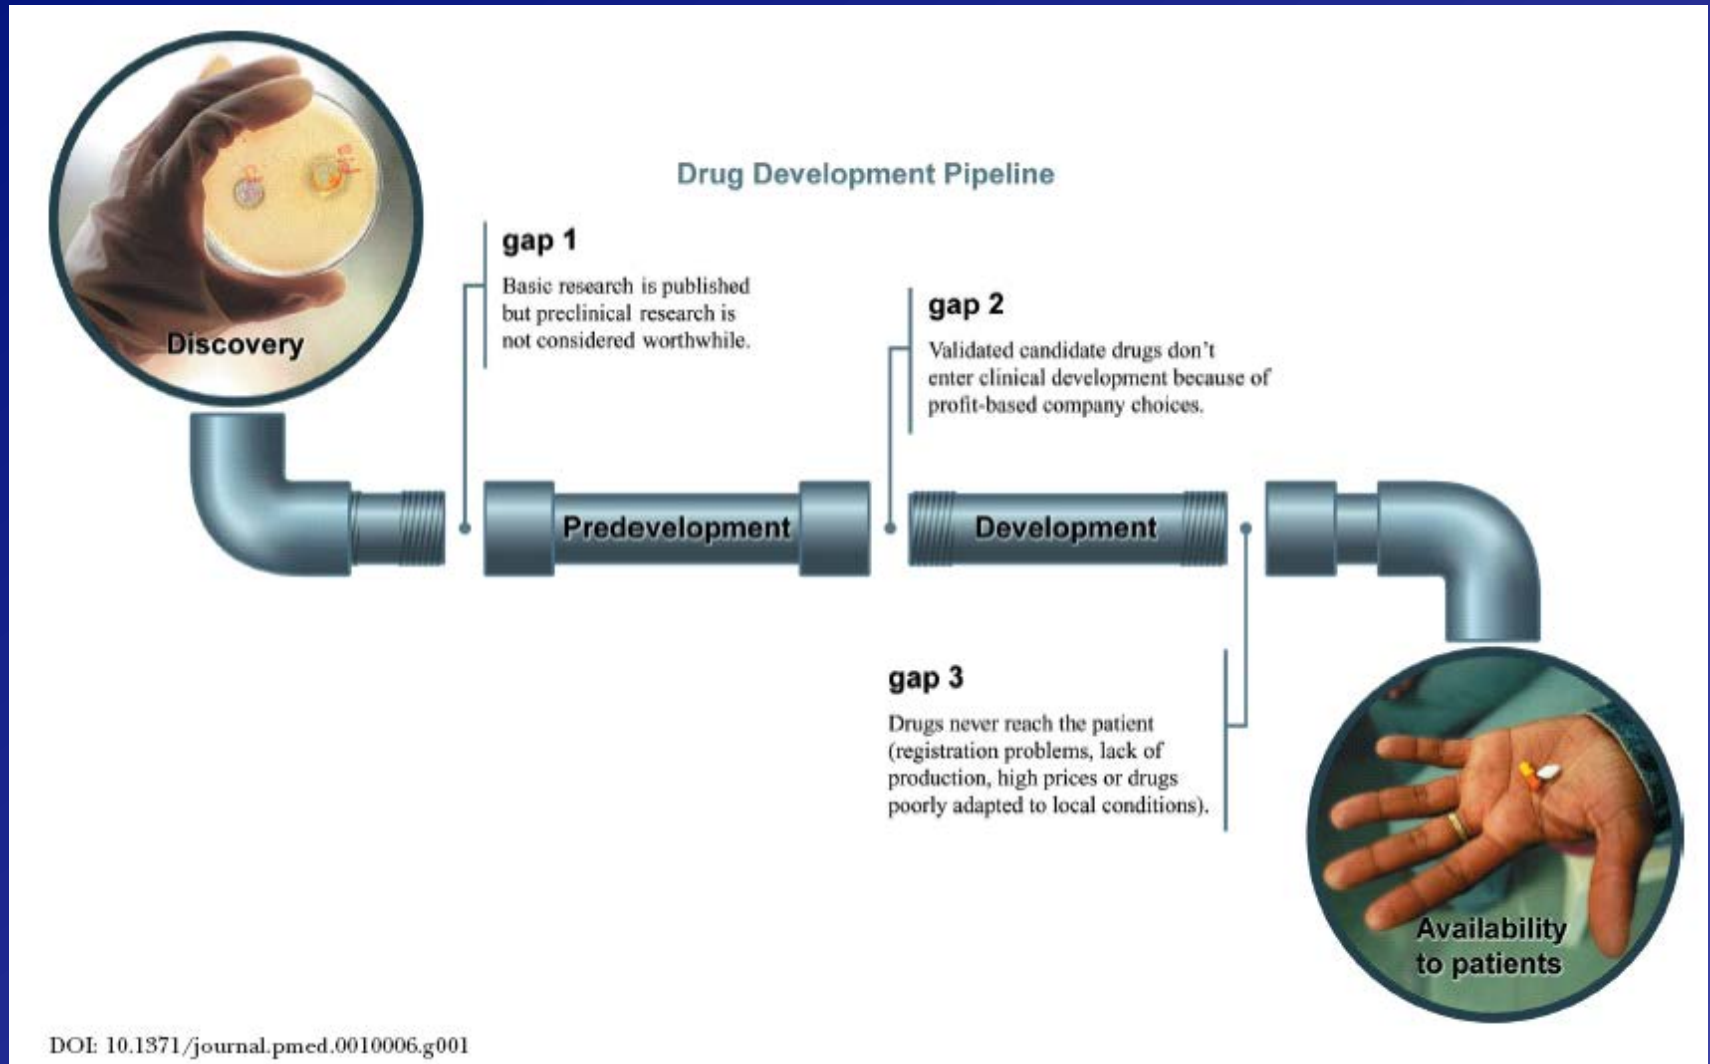 Drug Development Pipeline
Discovery
gap 1
Basic research is published
but preclinical research is
not considered worthwhile.
gap 2
Validated candidate drugs don't
enter clinical development because of
profit-based company choices.
Predevelopment
Development
gap 3
Drugs never reach the patient
(registration problems, lack of
production, high prices or drugs
poorly adapted to local conditions).
Availability
to patients
DOI: 10.1371/journal.pmed.0010006.g001